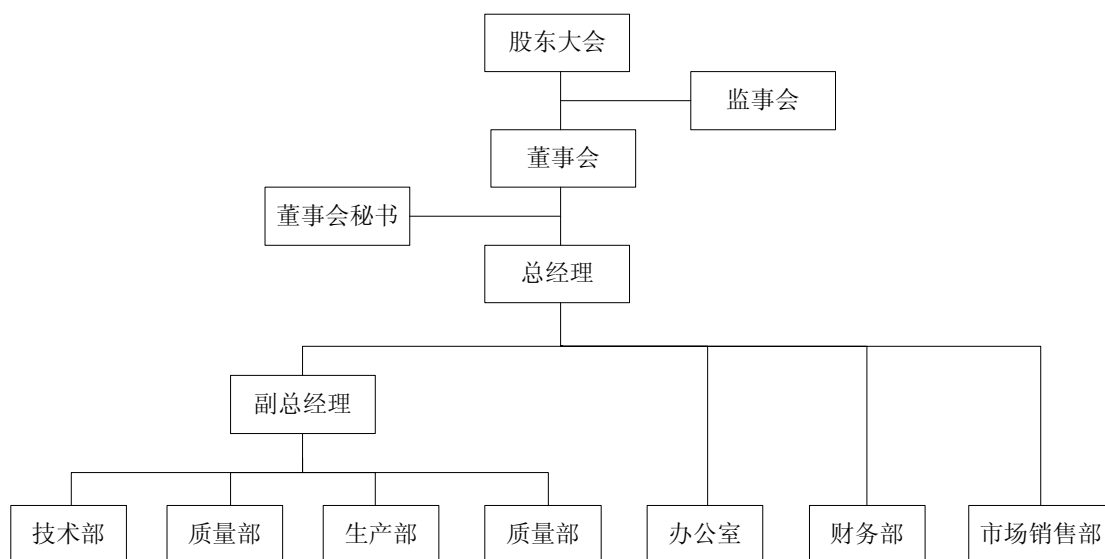 股东大会
监事会
董事会
董事会秘书
总经理
副总经理
技术部
质量部
生产部
质量部
办公室
财务部
市场销售部